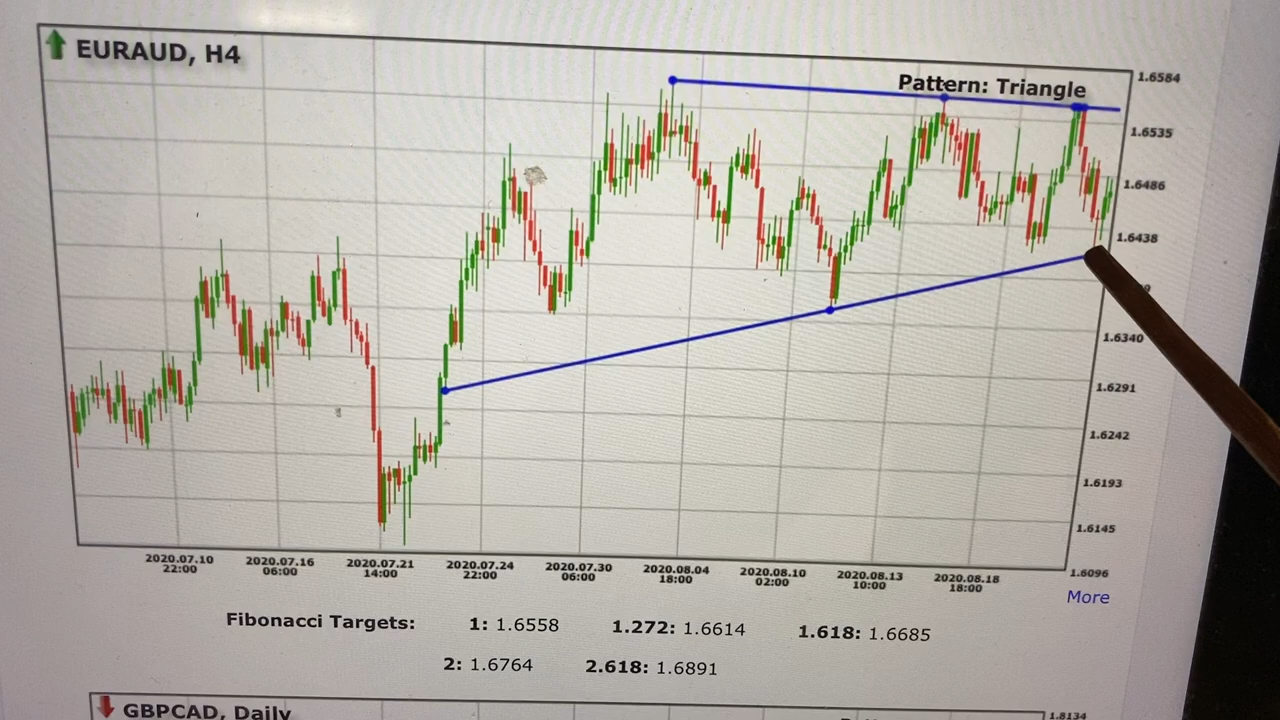 EURAUD, H4
Pattern: Triangle
1.6584
1.6535
1.6486
1.6438
1.6340
1.6291
1.6242
1.6193
1.6145
1.6096
2020.07.10 2020.07.16 2020.07.21 2020.07.24 2020.07.30 2020.08.04 2020.08.10 2020.08.13 2020.08.18
22:00 06:00 14:00 22:00 06:00 18:00 02:00 10:00 18:00
More
Fibonacci Targets: 1: 1.6558 1.272: 1.6614 1.618: 1.6685
2: 1.6764 2.618: 1.6891
GBPCAD, Daily
1.8134